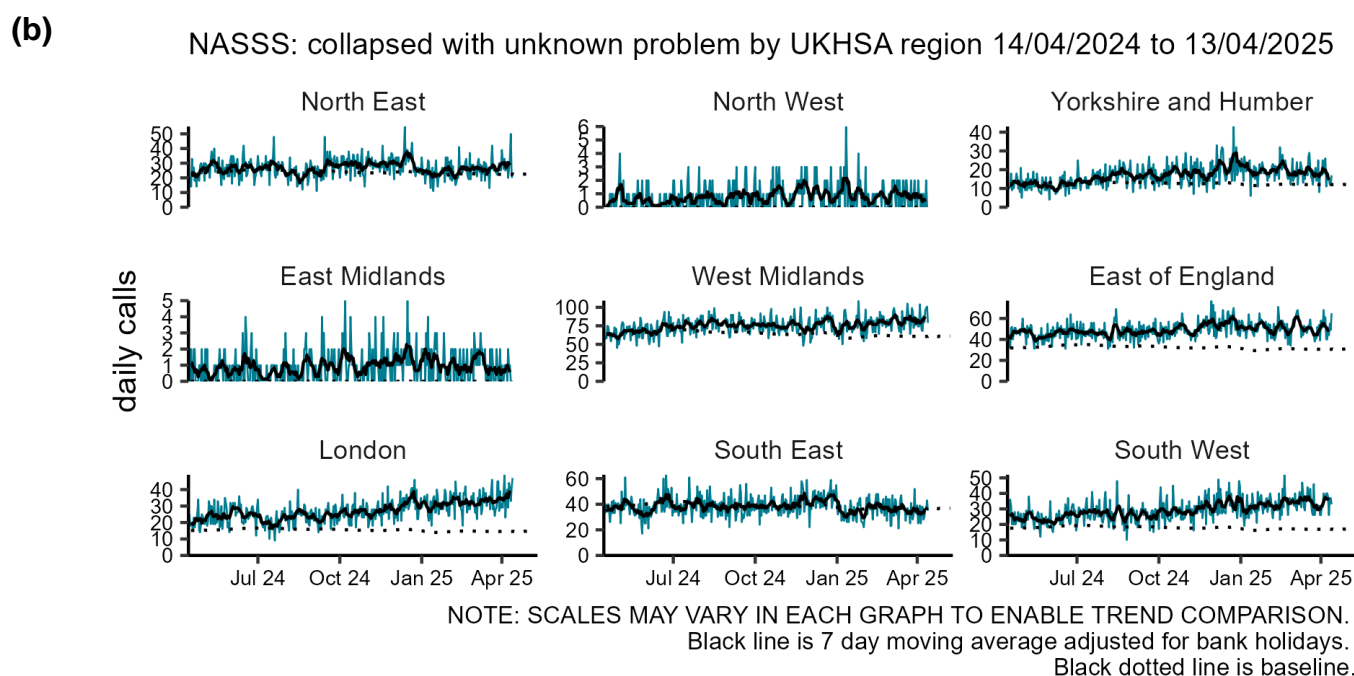 (b)
NASSS: collapsed with unknown problem by UKHSA region 14/04/2024 to 13/04/2025
North East
North West
Yorkshire and Humber
50
40
30
20
10
0
6
5
4
3
2
1
0
40
30
20
10
0
East Midlands
West Midlands
East of England
daily calls
5
4
3
2
1
0
100
75
50
25
0
60
40
20
0
London
South East
South West
40
30
20
10
0
60
40
20
0
50
40
30
20
10
0
Jul 24 Oct 24 Jan 25 Apr 25
Jul 24 Oct 24 Jan 25 Apr 25
Jul 24 Oct 24 Jan 25 Apr 25
NOTE: SCALES MAY VARY IN EACH GRAPH TO ENABLE TREND COMPARISON.
Black line is 7 day moving average adjusted for bank holidays.
Black dotted line is baseline.